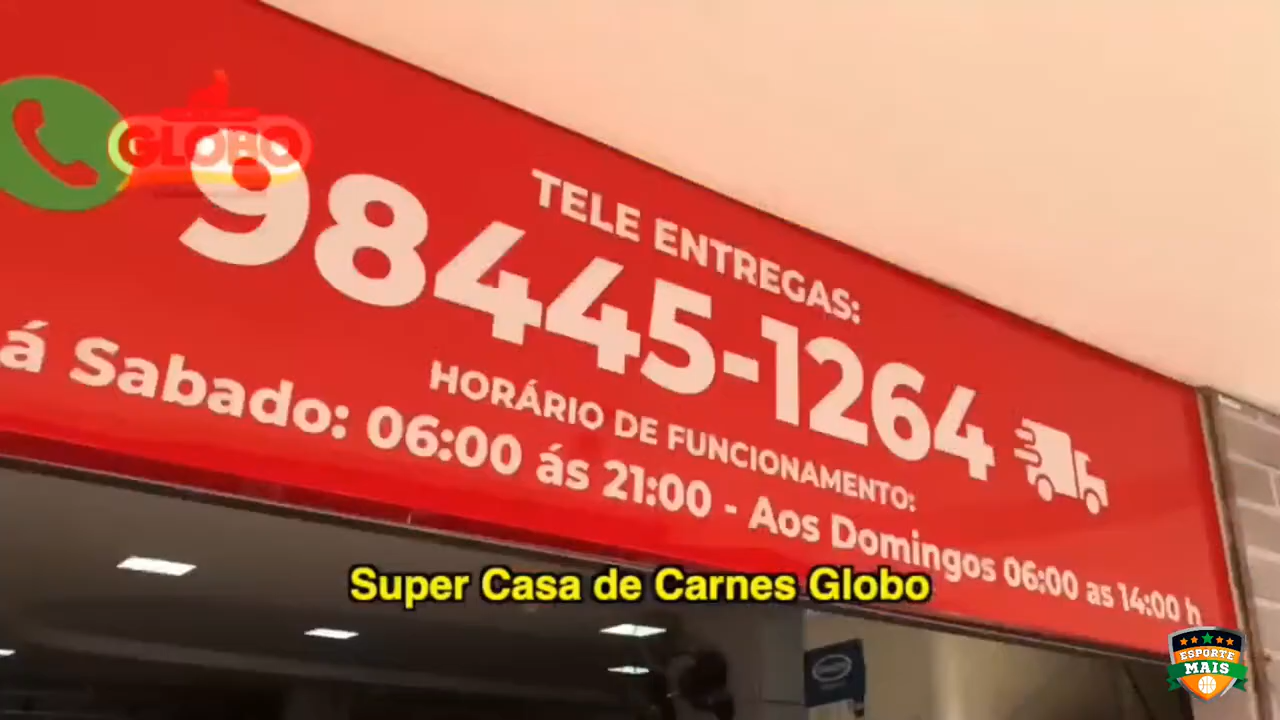 GLOBO
TELE ENTREGAS:
98445-1264
HORÁRIO DE FUNCIONAMENTO:
á Sabado: 06:00 ás 21:00 - Aos Domingos 06:00 as 14:00 h
Super Casa de Carnes Globo
ESPORTE
MAIS